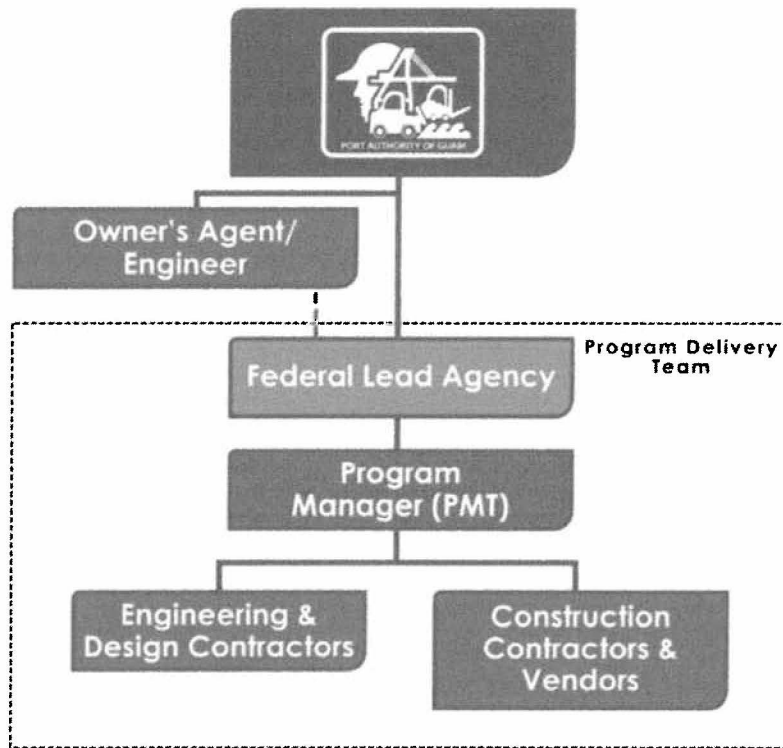 PORT AUTHORITY OF GUAM
Owner's Agent/
Engineer
Program Delivery
Team
Federal Lead Agency
Program
Manager (PMT)
Engineering &
Design Contractors
Construction
Contractors &
Vendors